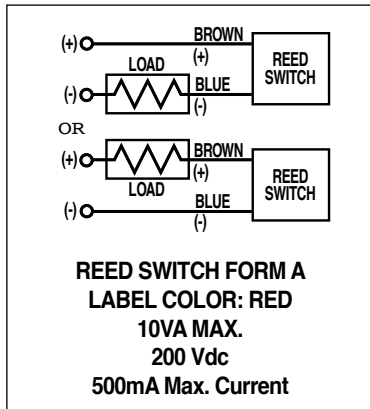 (+) BROWN
(+)
LOAD
REED
SWITCH
(-) BLUE
(-)
OR
(+) BROWN
(+)
LOAD
REED
SWITCH
BLUE
(-)
(-)
REED SWITCH FORM A
LABEL COLOR: RED
10VA MAX.
200 Vdc
500mA Max. Current